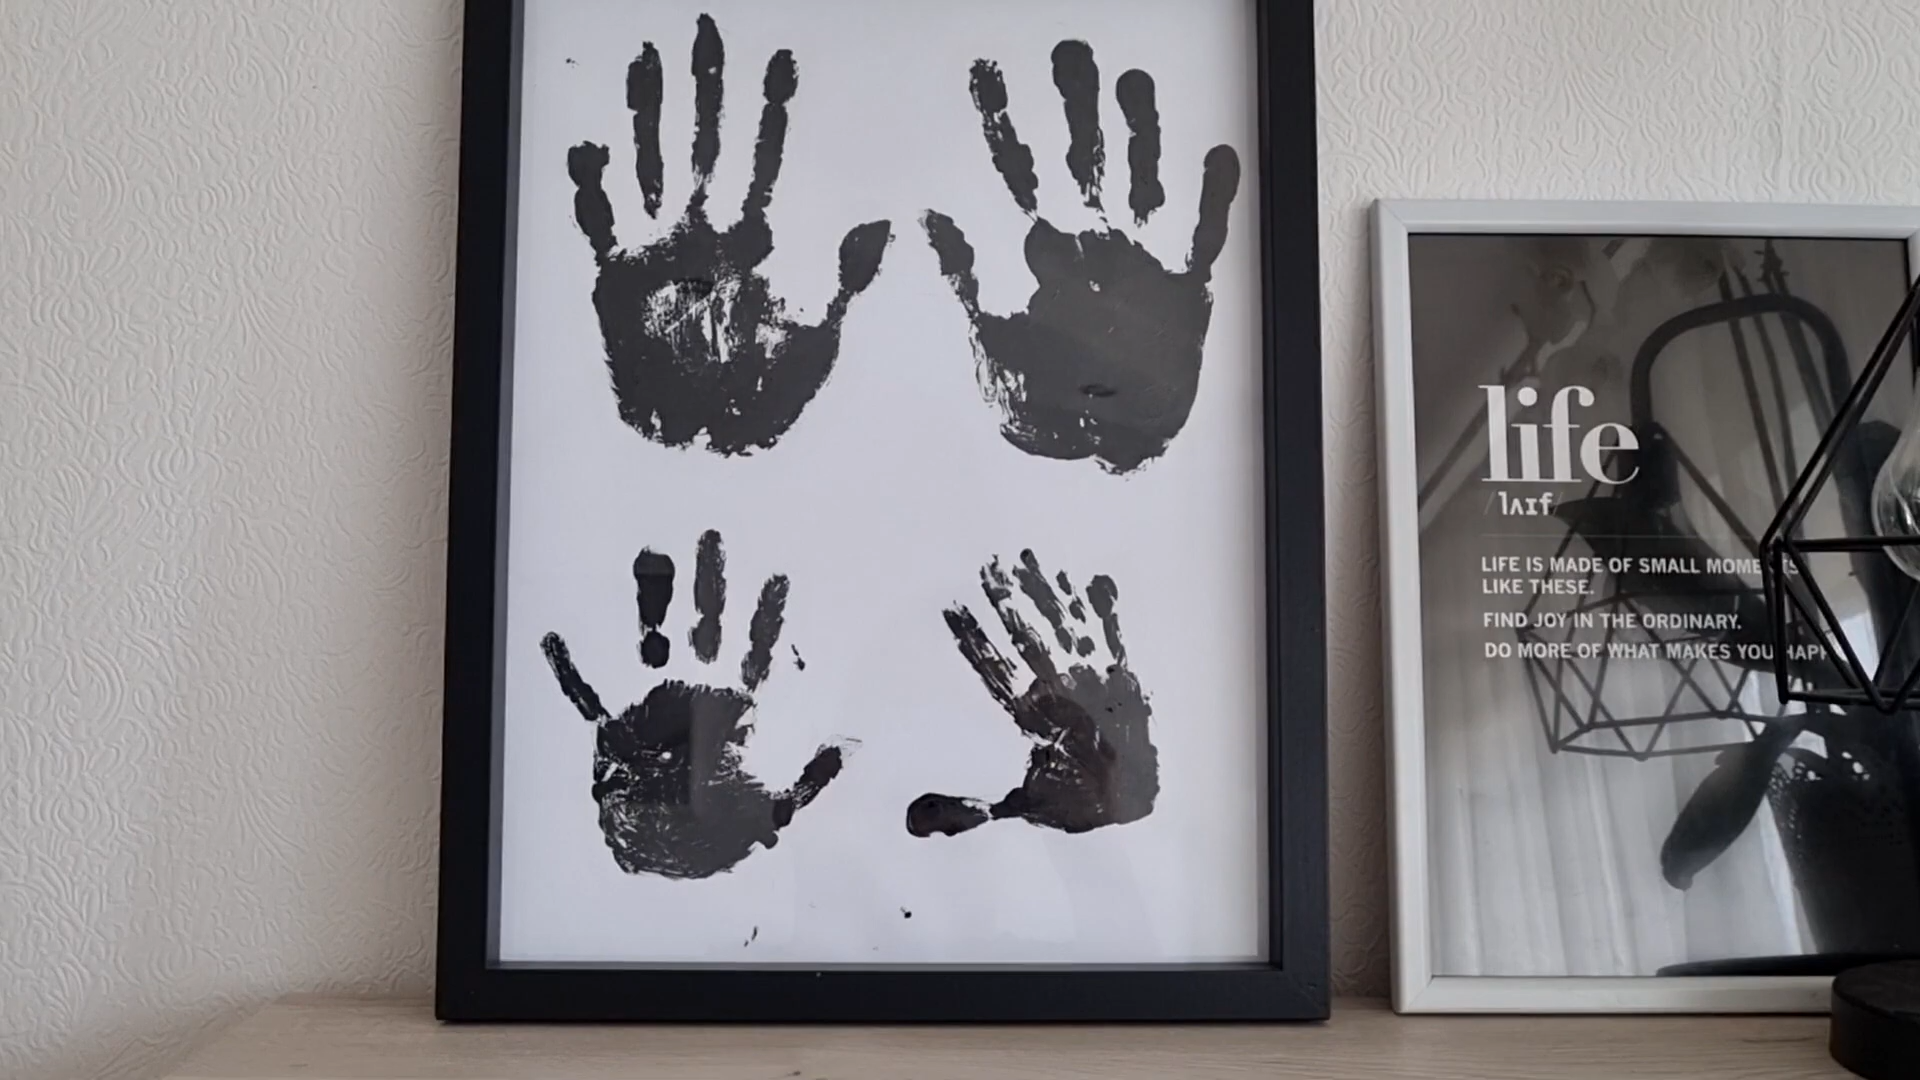 life
/lʌɪf/
LIFE IS MADE OF SMALL MOMENTS
LIKE THESE.
FIND JOY IN THE ORDINARY.
DO MORE OF WHAT MAKES YOU